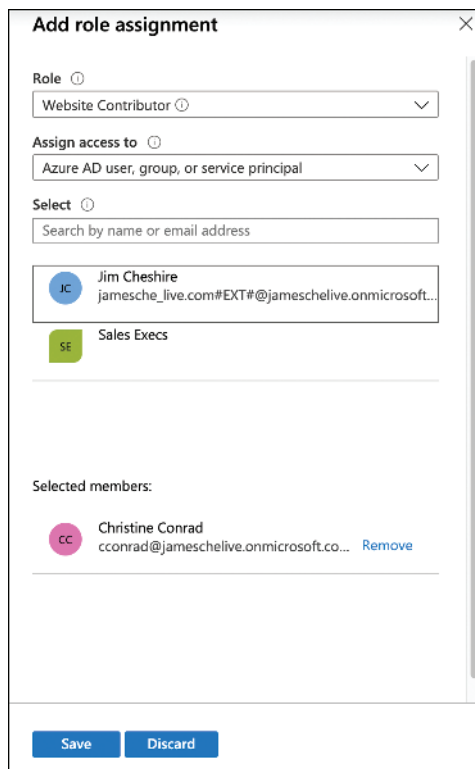 Add role assignment
Role
Website Contributor
Assign access to
Azure AD user, group, or service principal
Select
Search by name or email address
JC
Jim Cheshire
jamesche_live.com#EXT#@jameschelive.onmicrosoft...
SE
Sales Execs
Selected members:
CC
Christine Conrad
cconrad@jameschelive.onmicrosoft.co...
Remove
Save
Discard